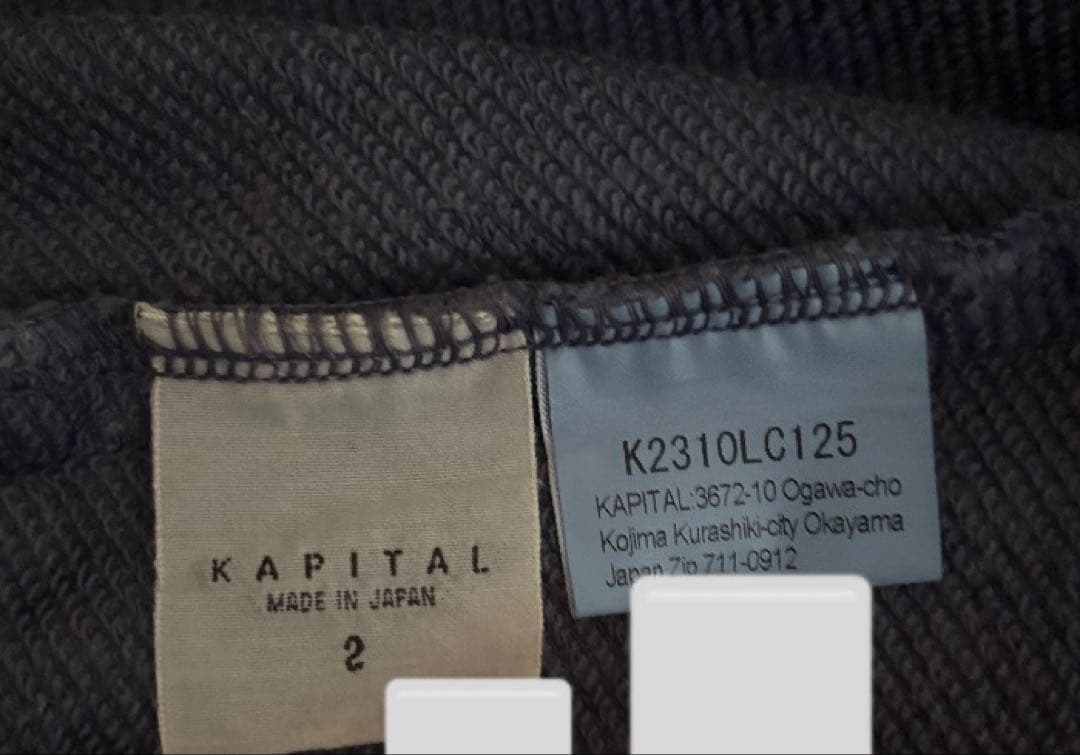 KAPITAL
MADE IN JAPAN
2
K2310LC125
KAPITAL:3672-10 Ogawa-cho
Kojima Kurashiki-city Okayama
Japan Zip 711-0912